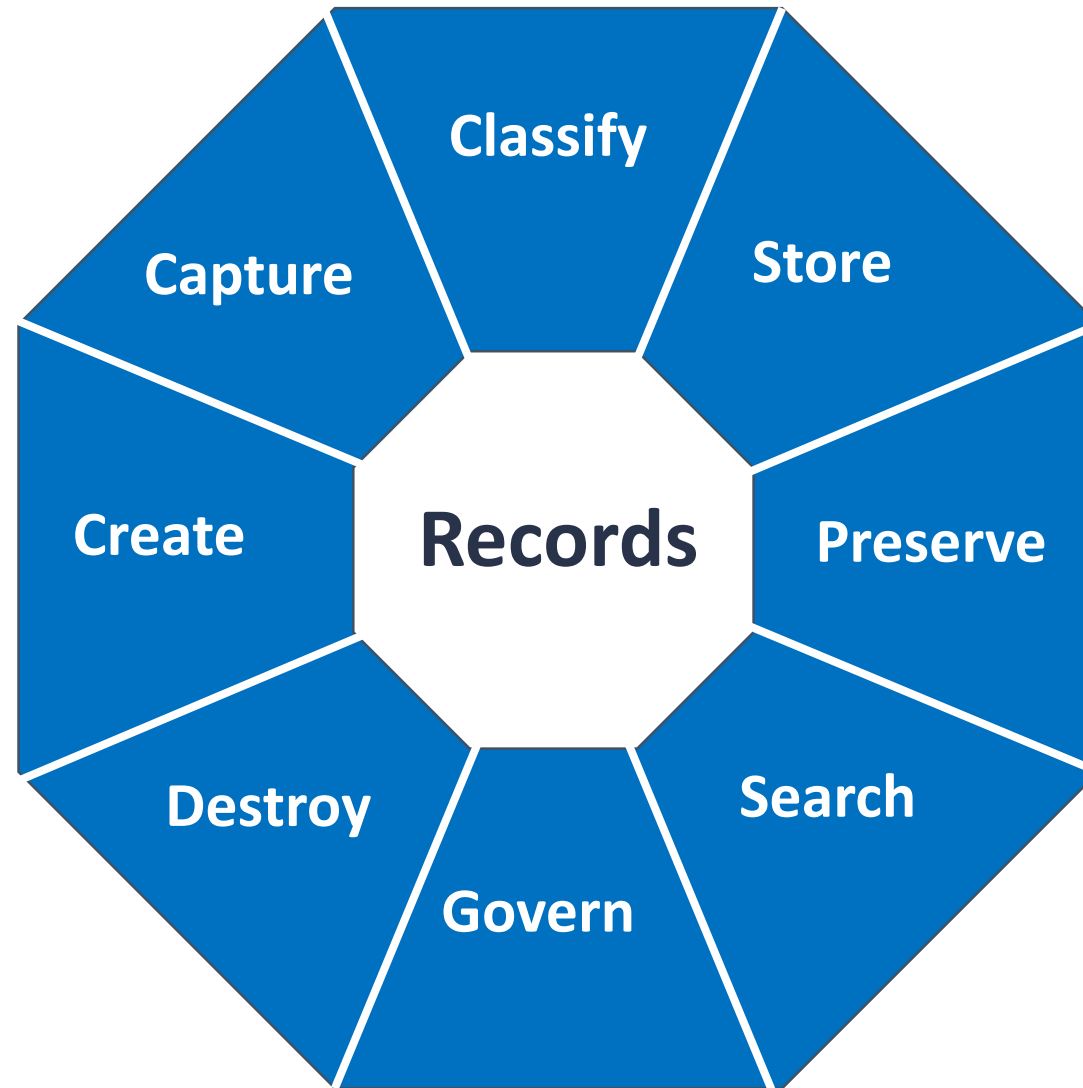 Classify
Store
Capture
Create
Records
Preserve
Search
Destroy
Govern